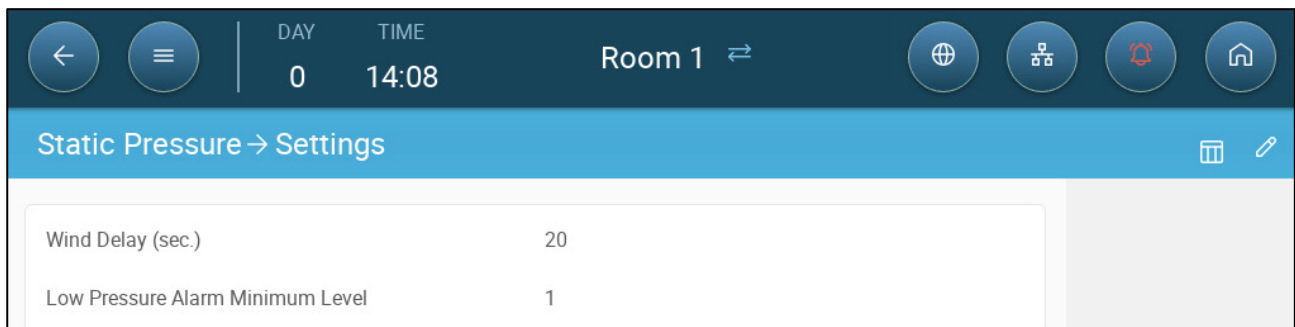 DAY TIME
0 14:08
Room 1
Static Pressure → Settings
Wind Delay (sec.) 20
Low Pressure Alarm Minimum Level 1